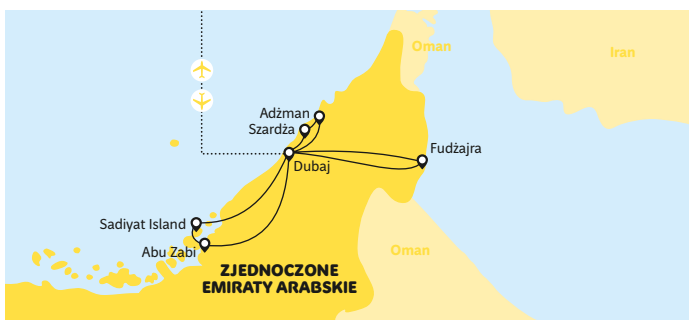 Oman
Iran
Adżman
Szardża
Dubaj
Fudżajra
Sadiyat Island
Abu Zabi
Oman
ZJEDNOCZONE
EMIRATY ARABSKIE